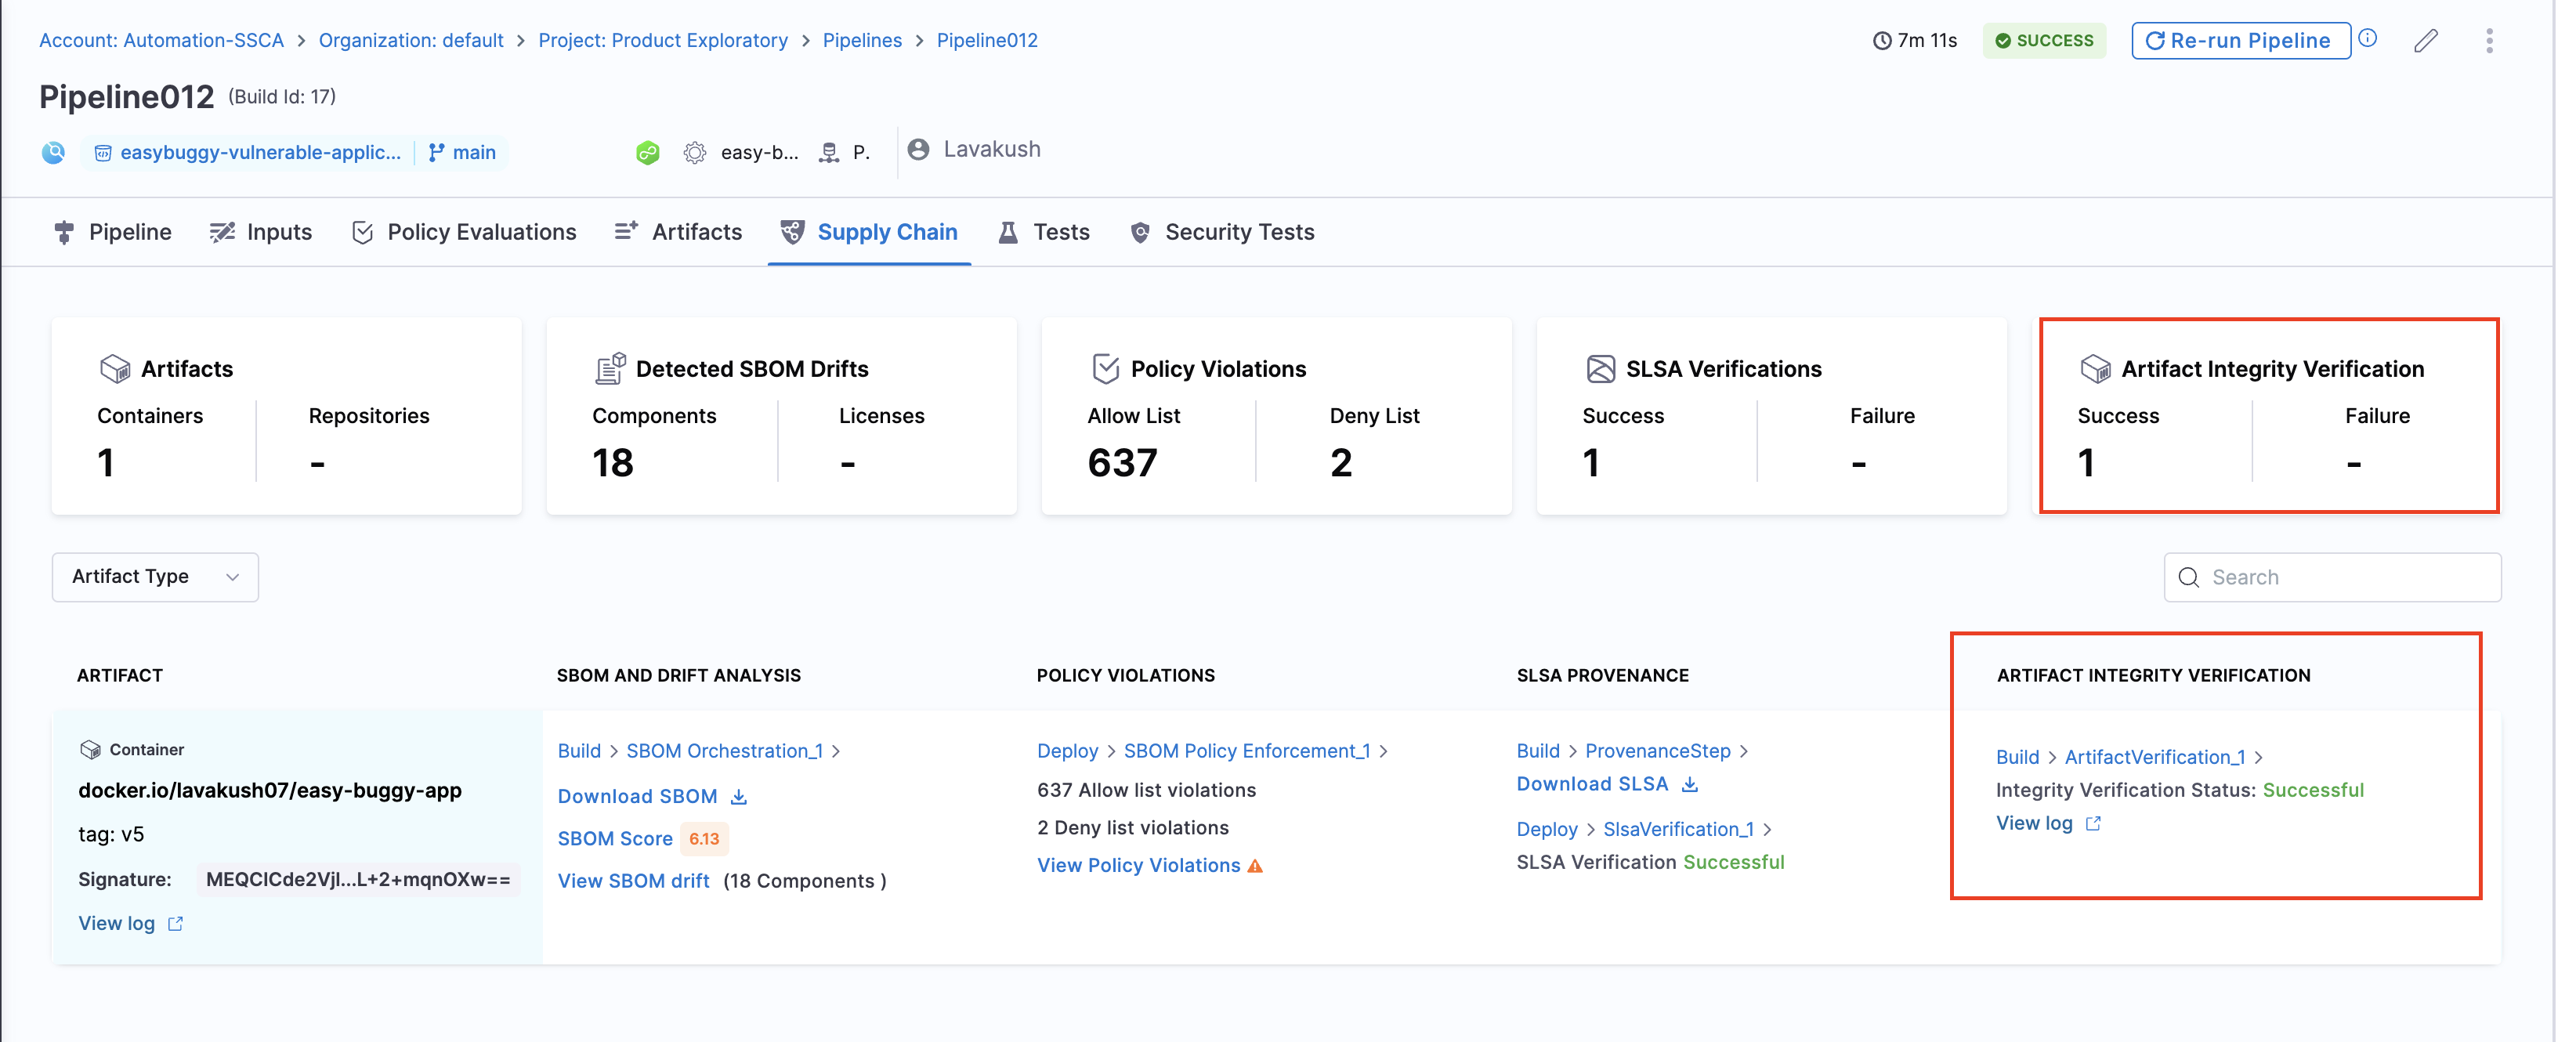 Account: Automation-SSCA > Organization: default > Project: Product Exploratory > Pipelines > Pipeline012
7m 11s
SUCCESS
Re-run Pipeline
Pipeline012 (Build Id: 17)
easybuggy-vulnerable-applic... main
easy-b... P.
Lavakush
Pipeline
Inputs
Policy Evaluations
Artifacts
Supply Chain
Tests
Security Tests
Artifacts
Containers Repositories
1 -
Detected SBOM Drifts
Components Licenses
18 -
Policy Violations
Allow List Deny List
637 2
SLSA Verifications
Success Failure
1 -
Artifact Integrity Verification
Success Failure
1 -
Artifact Type
Search
ARTIFACT
SBOM AND DRIFT ANALYSIS
POLICY VIOLATIONS
SLSA PROVENANCE
ARTIFACT INTEGRITY VERIFICATION
Container
docker.io/lavakush07/easy-buggy-app
tag: v5
Signature: MEQCICde2VjI...L+2+mqnOXw==
View log
Build > SBOM Orchestration_1 >
Download SBOM
SBOM Score 6.13
View SBOM drift (18 Components )
Deploy > SBOM Policy Enforcement_1 >
637 Allow list violations
2 Deny list violations
View Policy Violations
Build > ProvenanceStep >
Download SLSA
Deploy > SlsaVerification_1 >
SLSA Verification Successful
Build > ArtifactVerification_1 >
Integrity Verification Status: Successful
View log